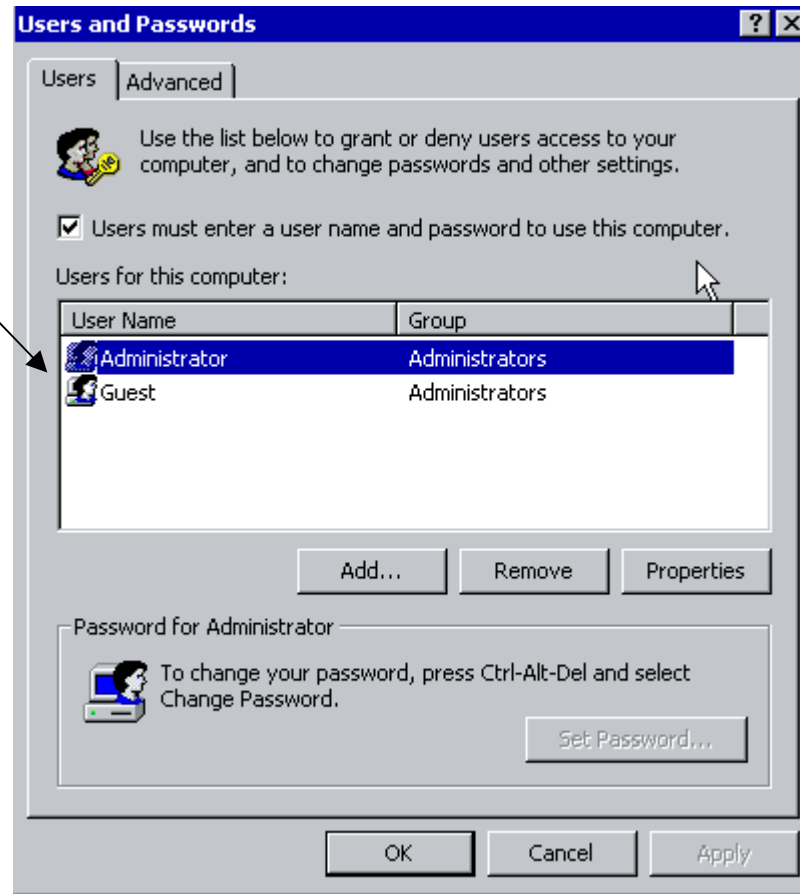 Users and Passwords
Users Advanced
Use the list below to grant or deny users access to your
computer, and to change passwords and other settings.
Users must enter a user name and password to use this computer.
Users for this computer:
User Name Group
Administrator Administrators
Guest Administrators
Add... Remove Properties
Password for Administrator
To change your password, press Ctrl-Alt-Del and select
Change Password.
Set Password...
OK Cancel Apply